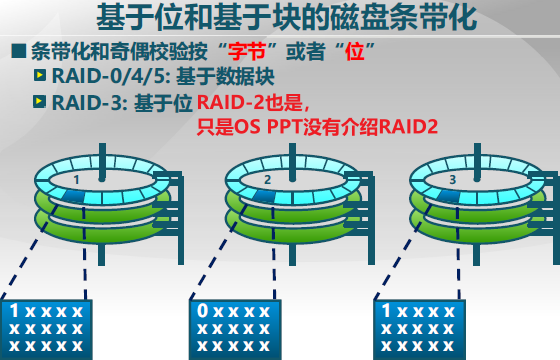 基于位和基于块的磁盘条带化
条带化和奇偶校验按“字节”或者“位”
RAID-0/4/5: 基于数据块
RAID-3: 基于位 RAID-2也是，
只是OS PPT没有介绍RAID2
1 2 3
1 x x x x 0 x x x x 1 x x x x
x x x x x x x x x x x x x x x
x x x x x x x x x x x x x x x